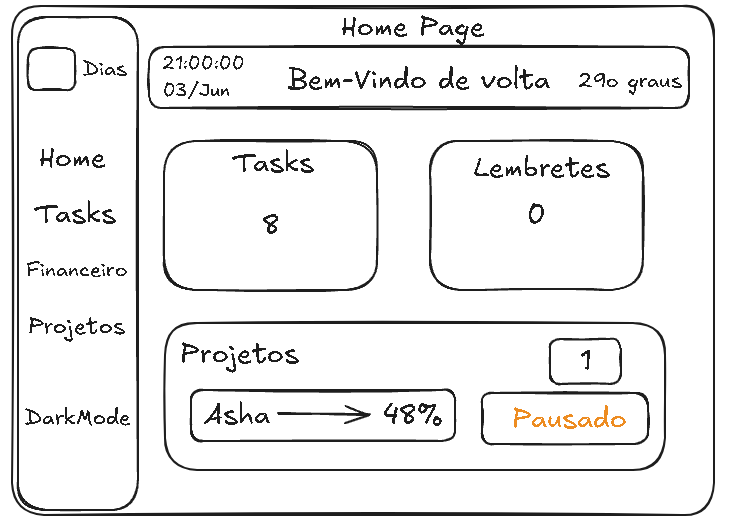 Home Page
Dias
Home
Tasks
Financeiro
Projetos
DarkMode
21:00:00
03/Jun
Bem-Vindo de volta
29o graus
Tasks
8
Lembretes
0
Projetos
1
Asha 48%
Pausado